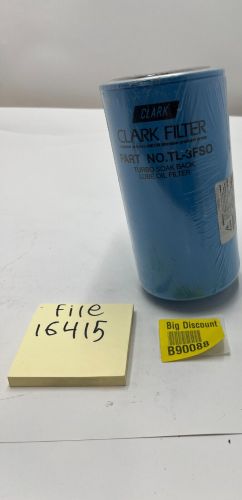 CLARK
CLARK FILTER
PART NO.TL-3FSO
TURBO SOAK BACK
LUBE OIL FILTER
File
16415
Big Discount
B90088